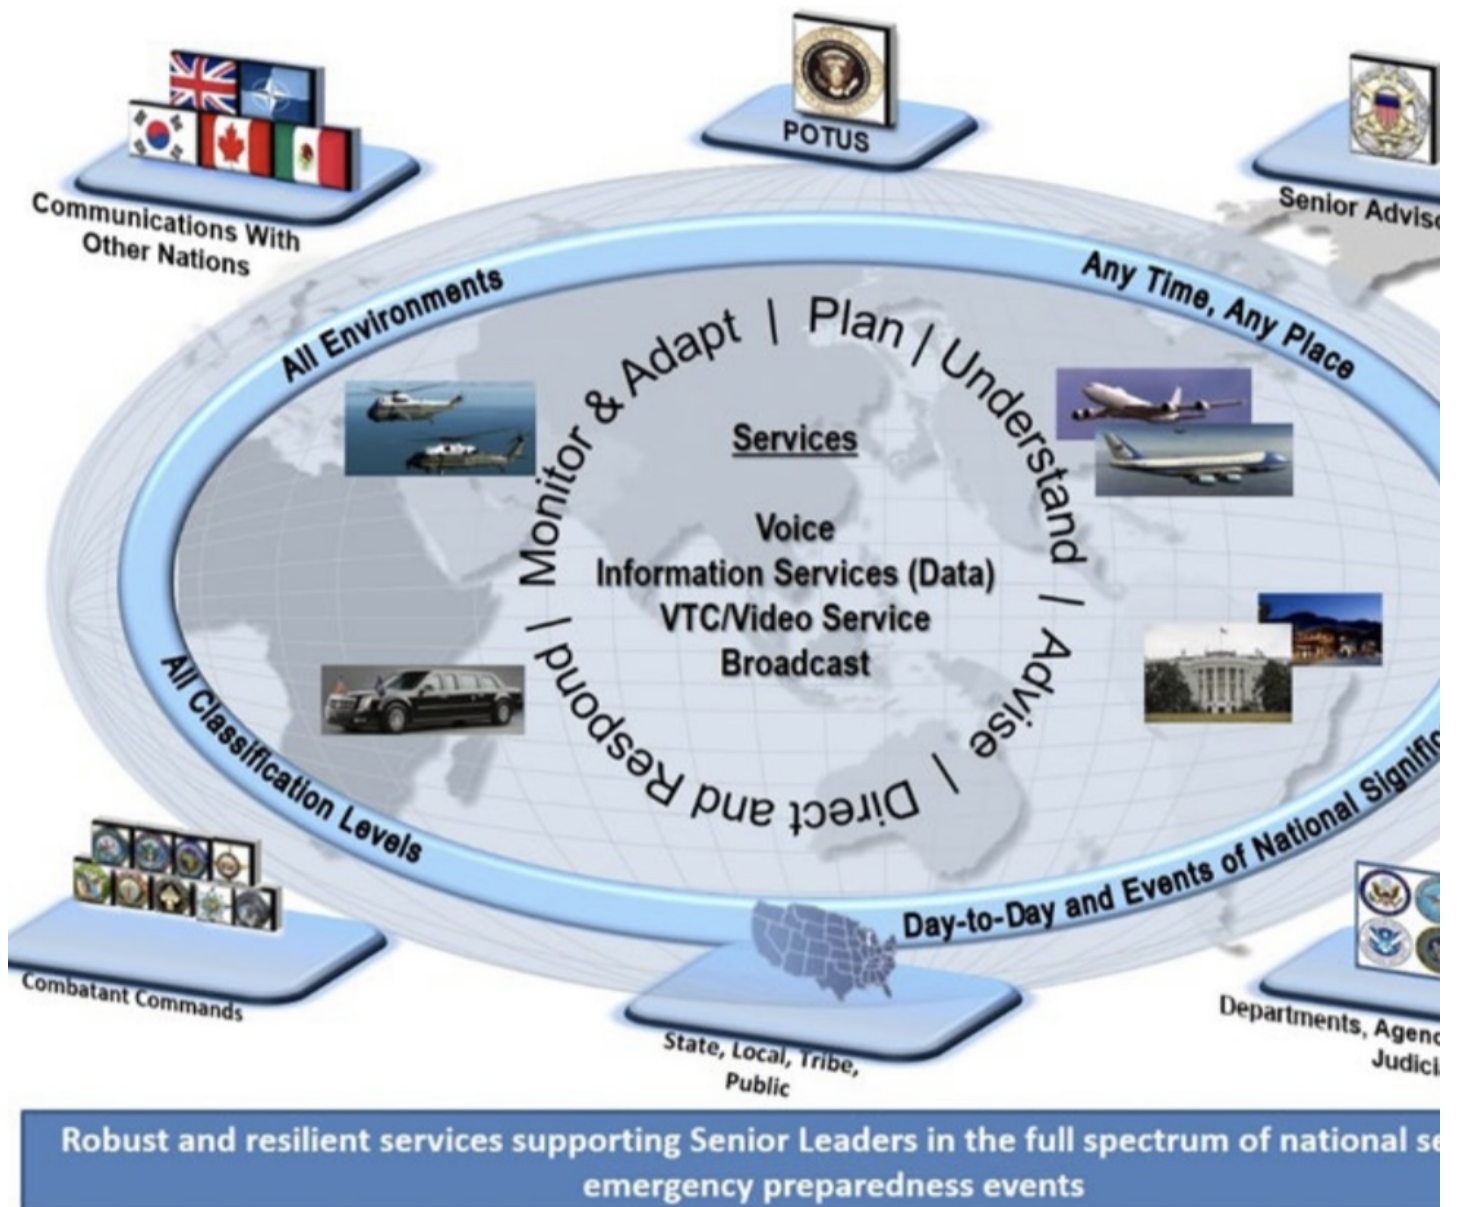 POTUS
Communications With
Other Nations
Senior Adviso
All Environments
Any Time, Any Place
Monitor & Adapt | Plan | Understand | Advise | Direct and Respond |
Services
Voice
Information Services (Data)
VTC/Video Service
Broadcast
All Classification Levels
Day-to-Day and Events of National Signific
Combatant Commands
State, Local, Tribe,
Public
Departments, Agenc
Judici
Robust and resilient services supporting Senior Leaders in the full spectrum of national se
emergency preparedness events